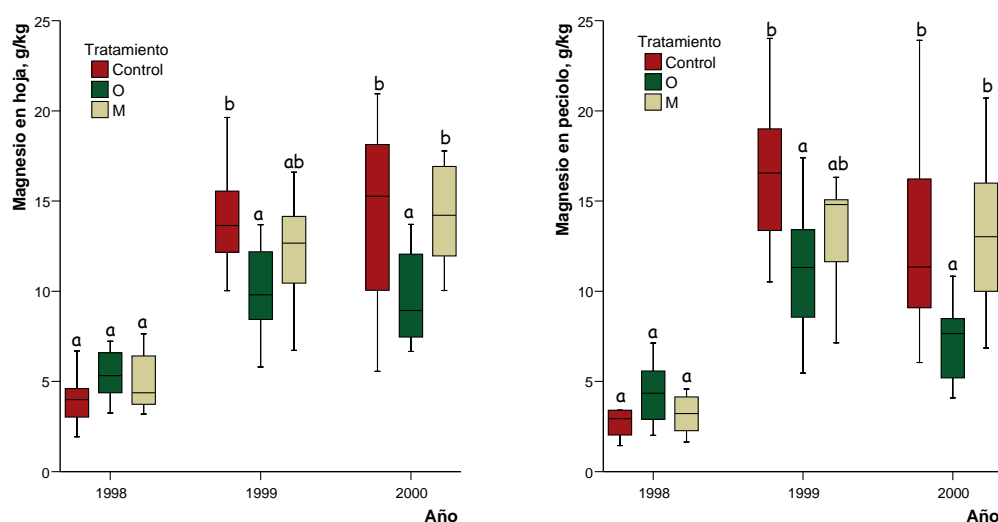 Magnesio en hoja, g/kg
25
20
15
10
5
0
Tratamiento
Control
O
M
a a a
b a ab
b a b
1998 1999 2000
Año
Magnesio en peciolo, g/kg
25
20
15
10
5
0
Tratamiento
Control
O
M
a a a
b a ab
b a b
1998 1999 2000
Año